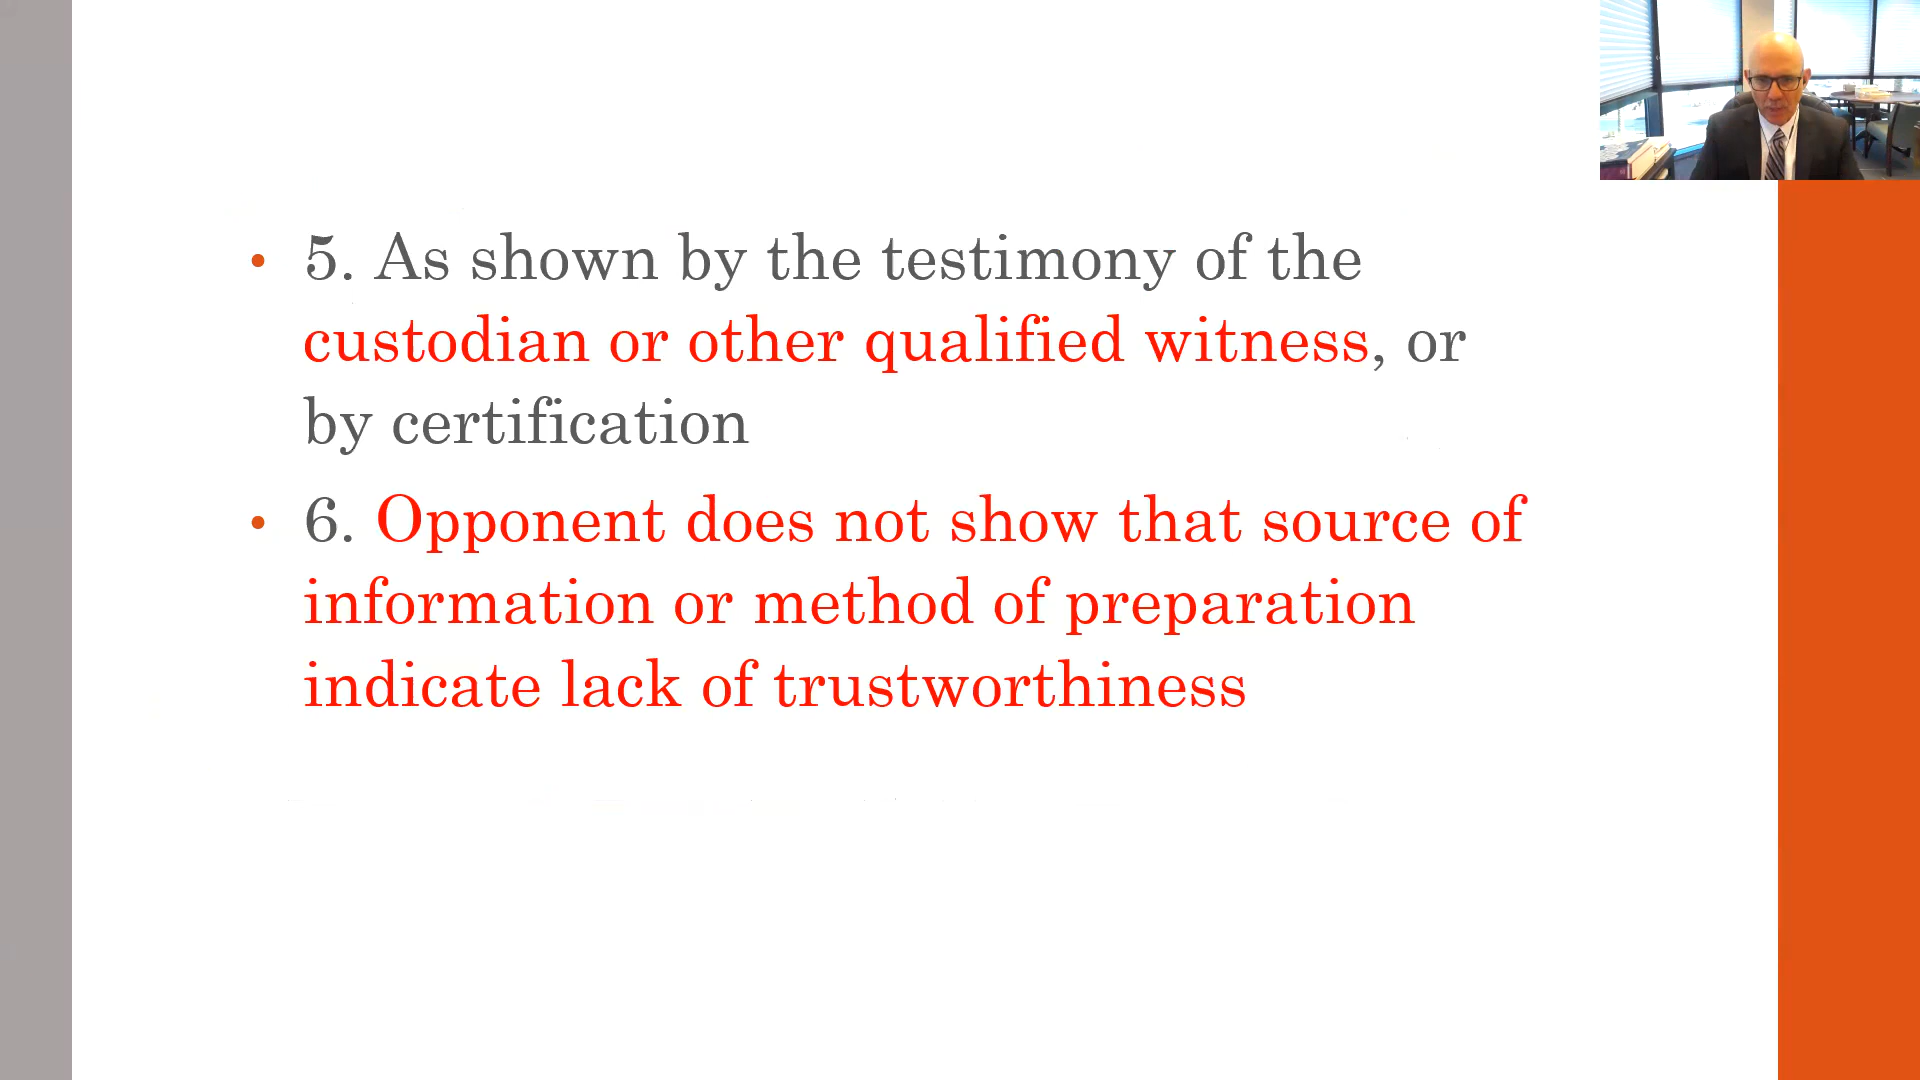 • 5. As shown by the testimony of the
custodian or other qualified witness, or
by certification
• 6. Opponent does not show that source of
information or method of preparation
indicate lack of trustworthiness